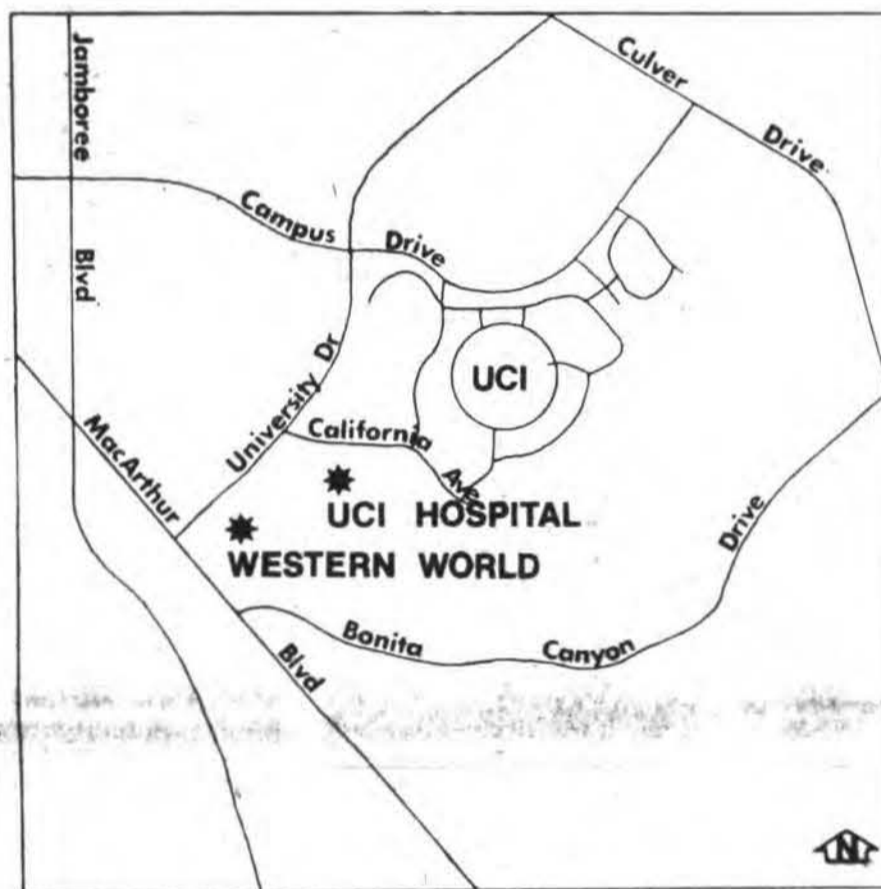 Jamboree
Blvd
Culver
Drive
Campus
Drive
University Dr
UCI
California
Ave
MacArthur
Blvd
UCI HOSPITAL
WESTERN WORLD
Drive
Bonita
Canyon
N